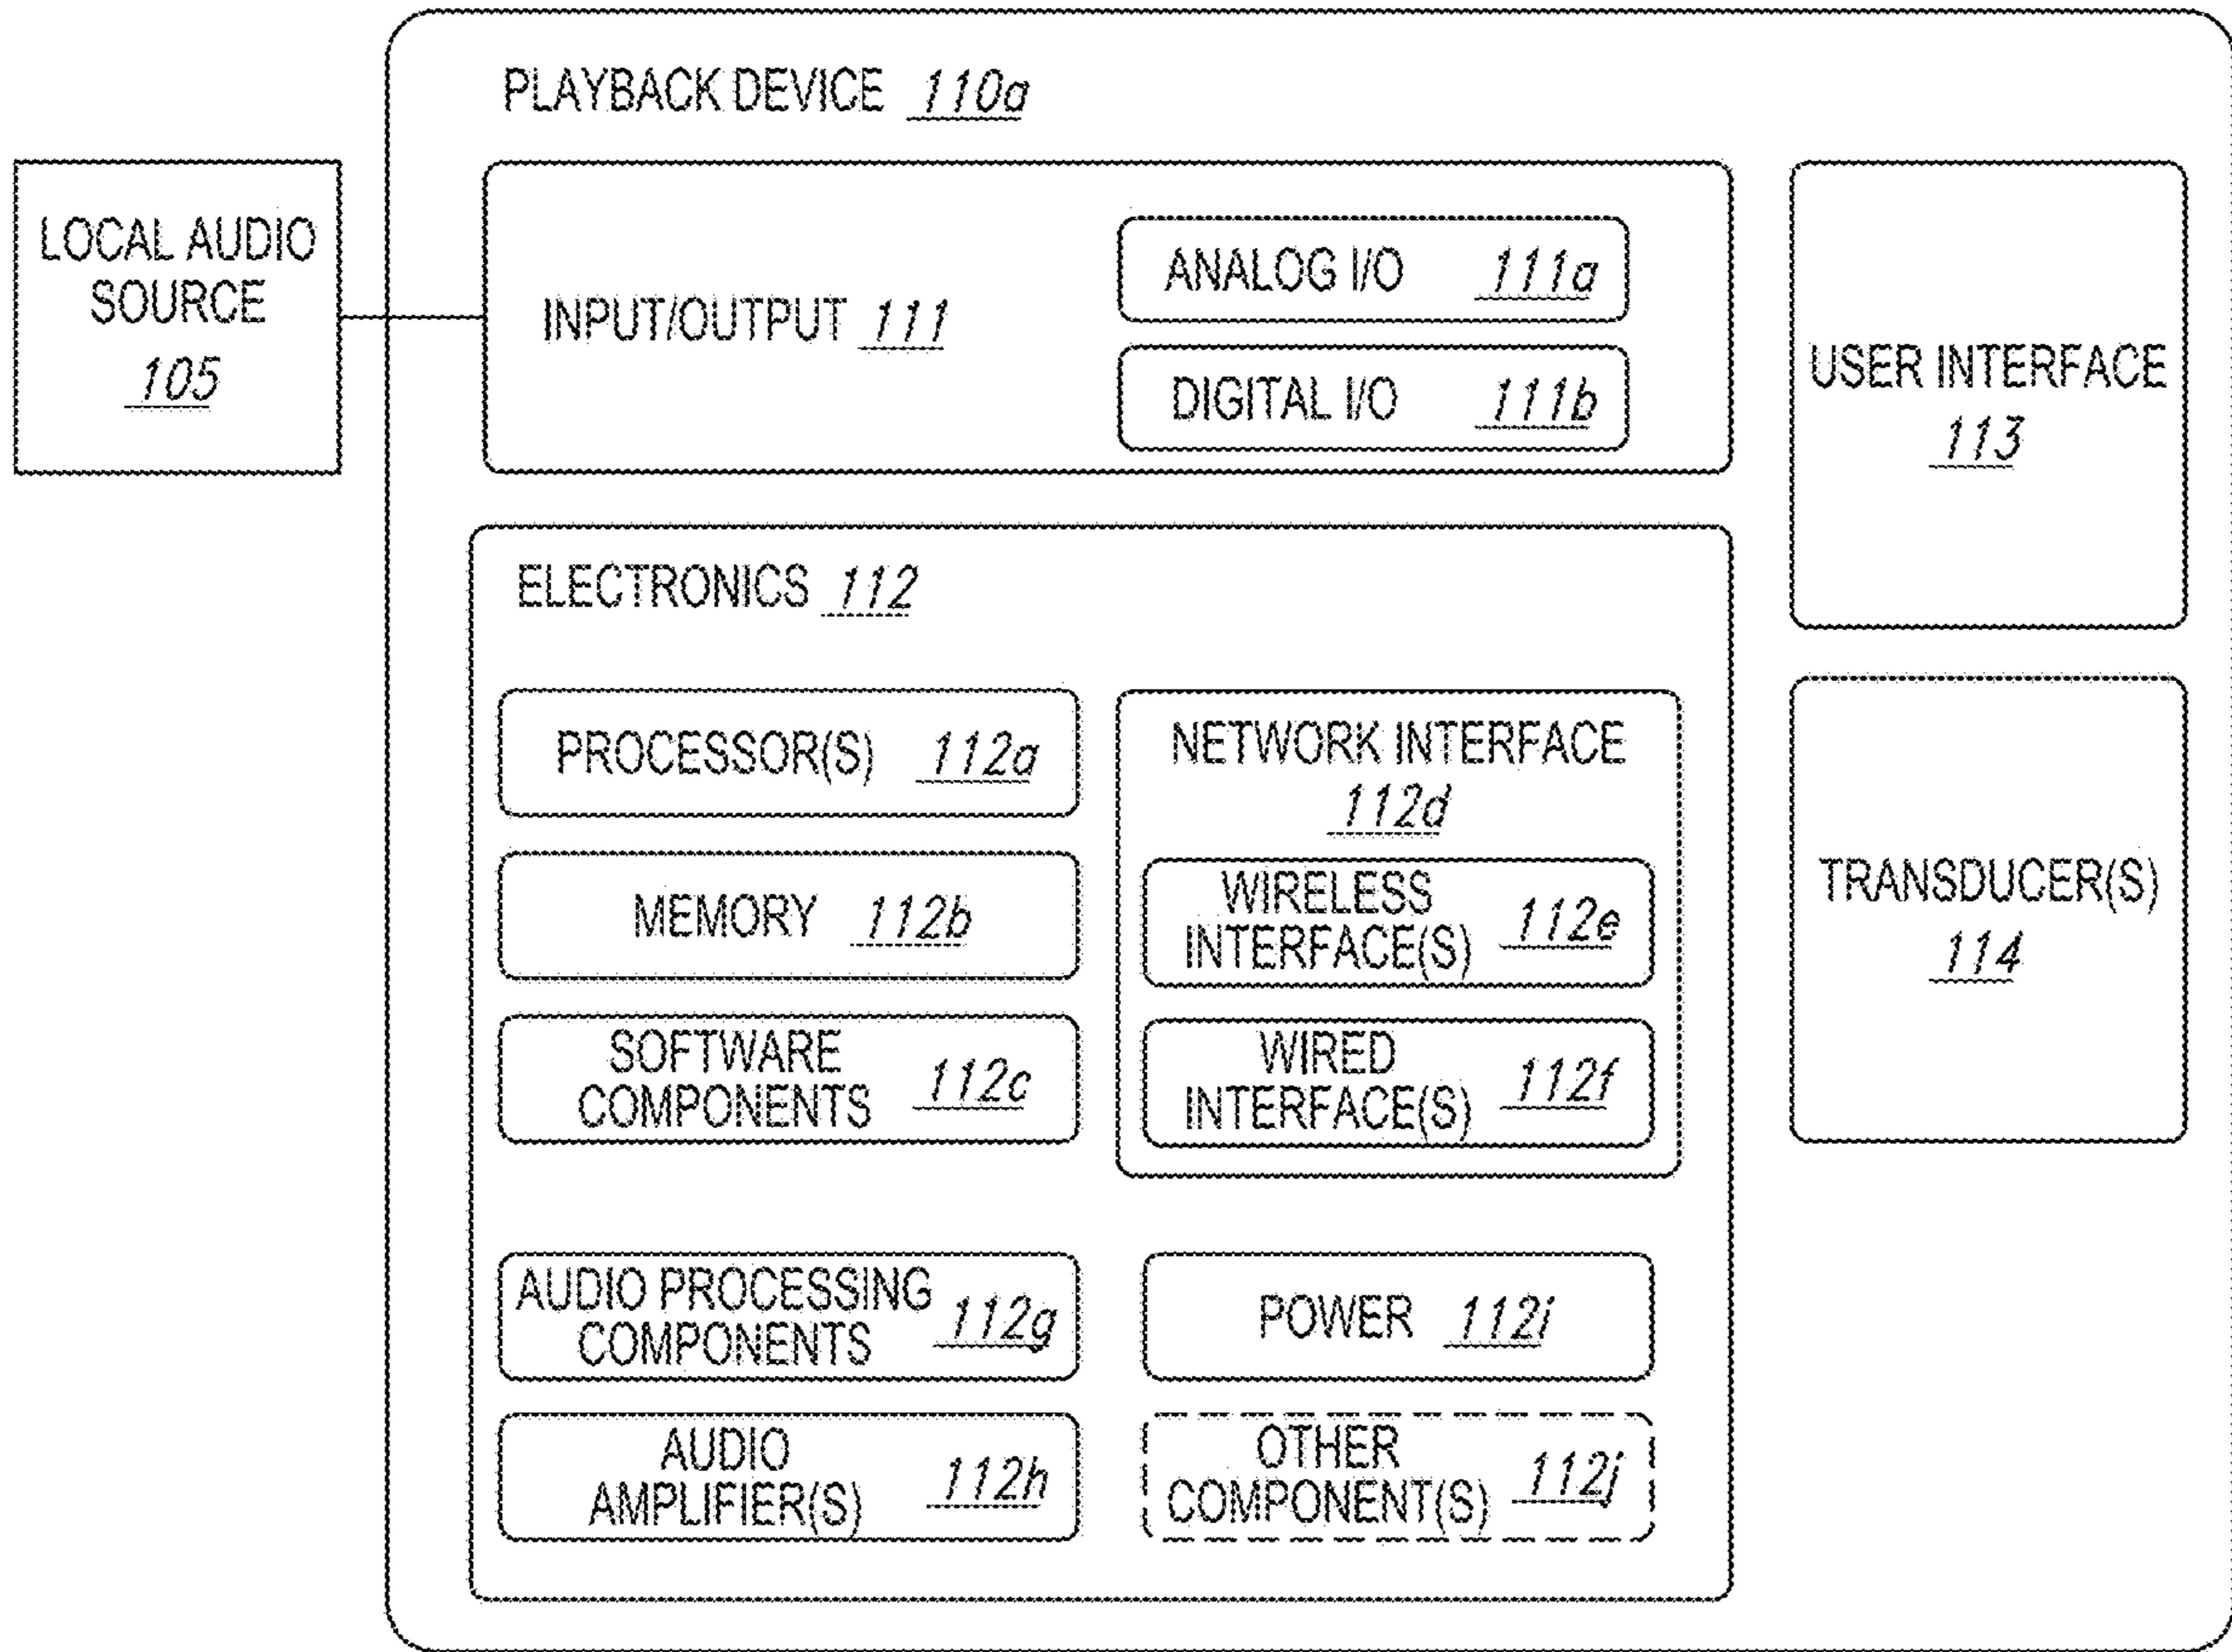 PLAYBACK DEVICE 110a
LOCAL AUDIO
SOURCE
105
INPUT/OUTPUT 111
ANALOG I/O 111a
DIGITAL I/O 111b
USER INTERFACE
113
ELECTRONICS 112
PROCESSOR(S) 112a
MEMORY 112b
SOFTWARE
COMPONENTS 112c
NETWORK INTERFACE
112d
WIRELESS
INTERFACE(S) 112e
WIRED
INTERFACE(S) 112f
TRANSDUCER(S)
114
AUDIO PROCESSING
COMPONENTS 112g
POWER 112i
AUDIO
AMPLIFIER(S) 112h
OTHER
COMPONENT(S) 112j